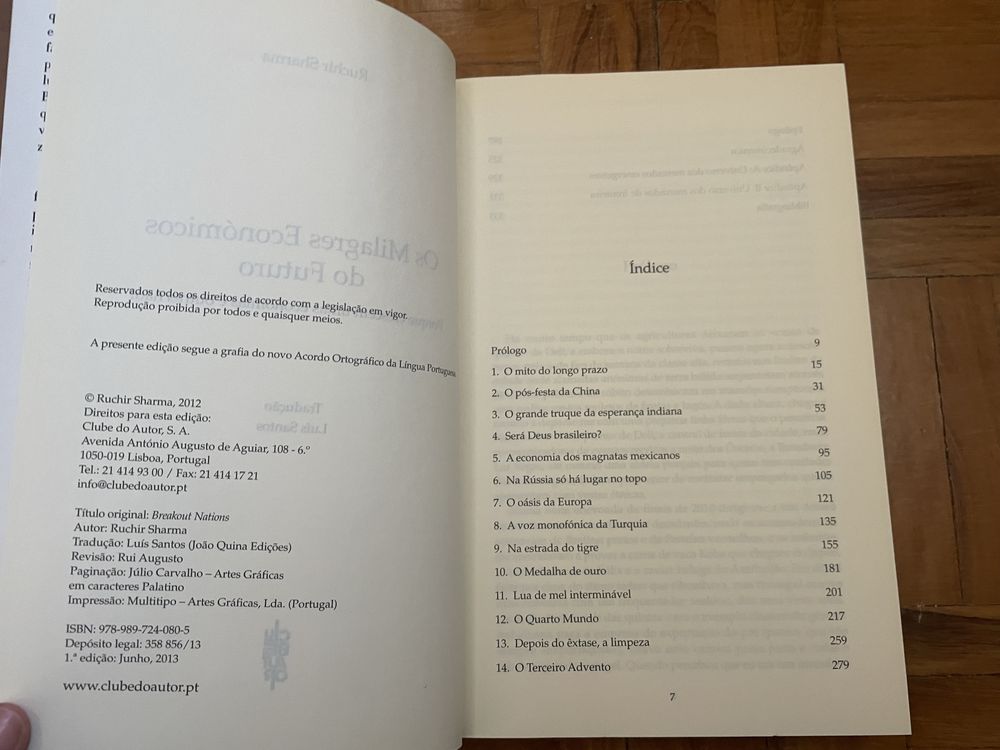 Ruchir Sharma
Os Milagres Económicos
do Futuro
Reservados todos os direitos de acordo com a legislação em vigor.
Reprodução proibida por todos e quaisquer meios.
A presente edição segue a grafia do novo Acordo Ortográfico da Língua Portuguesa.
Tradução
Luís Santos
© Ruchir Sharma, 2012
Direitos para esta edição:
Clube do Autor, S. A.
Avenida António Augusto de Aguiar, 108 - 6.º
1050-019 Lisboa, Portugal
Tel.: 21 414 93 00 / Fax: 21 414 17 21
info@clubedoautor.pt
Título original: Breakout Nations
Autor: Ruchir Sharma
Tradução: Luís Santos (João Quina Edições)
Revisão: Rui Augusto
Paginação: Júlio Carvalho – Artes Gráficas
em caracteres Palatino
Impressão: Multitipo – Artes Gráficas, Lda. (Portugal)
ISBN: 978-989-724-080-5
Depósito legal: 358 856/13
1.ª edição: Junho, 2013
www.clubedoautor.pt
Índice
Prólogo 9
1. O mito do longo prazo 15
2. O pós-festa da China 31
3. O grande truque da esperança indiana 53
4. Será Deus brasileiro? 79
5. A economia dos magnatas mexicanos 95
6. Na Rússia só há lugar no topo 105
7. O oásis da Europa 121
8. A voz monofónica da Turquia 135
9. Na estrada do tigre 155
10. O Medalha de ouro 181
11. Lua de mel interminável 201
12. O Quarto Mundo 217
13. Depois do êxtase, a limpeza 259
14. O Terceiro Advento 279
7